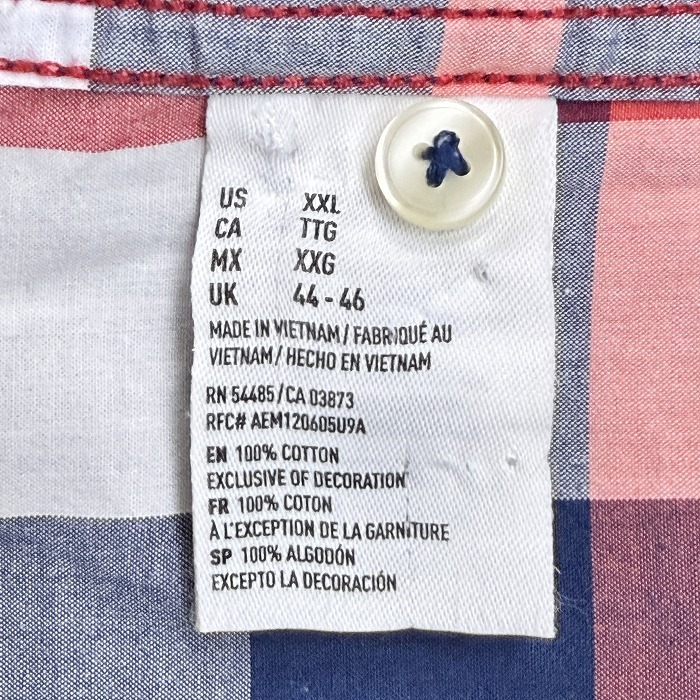 US XXL
CA TTG
MX XXG
UK 44 - 46
MADE IN VIETNAM / FABRIQUÉ AU
VIETNAM / HECHO EN VIETNAM
RN 54485 / CA 03873
RFC# AEM120605U9A
EN 100% COTTON
EXCLUSIVE OF DECORATION
FR 100% COTON
À L'EXCEPTION DE LA GARNITURE
SP 100% ALGODÓN
EXCEPTO LA DECORACIÓN